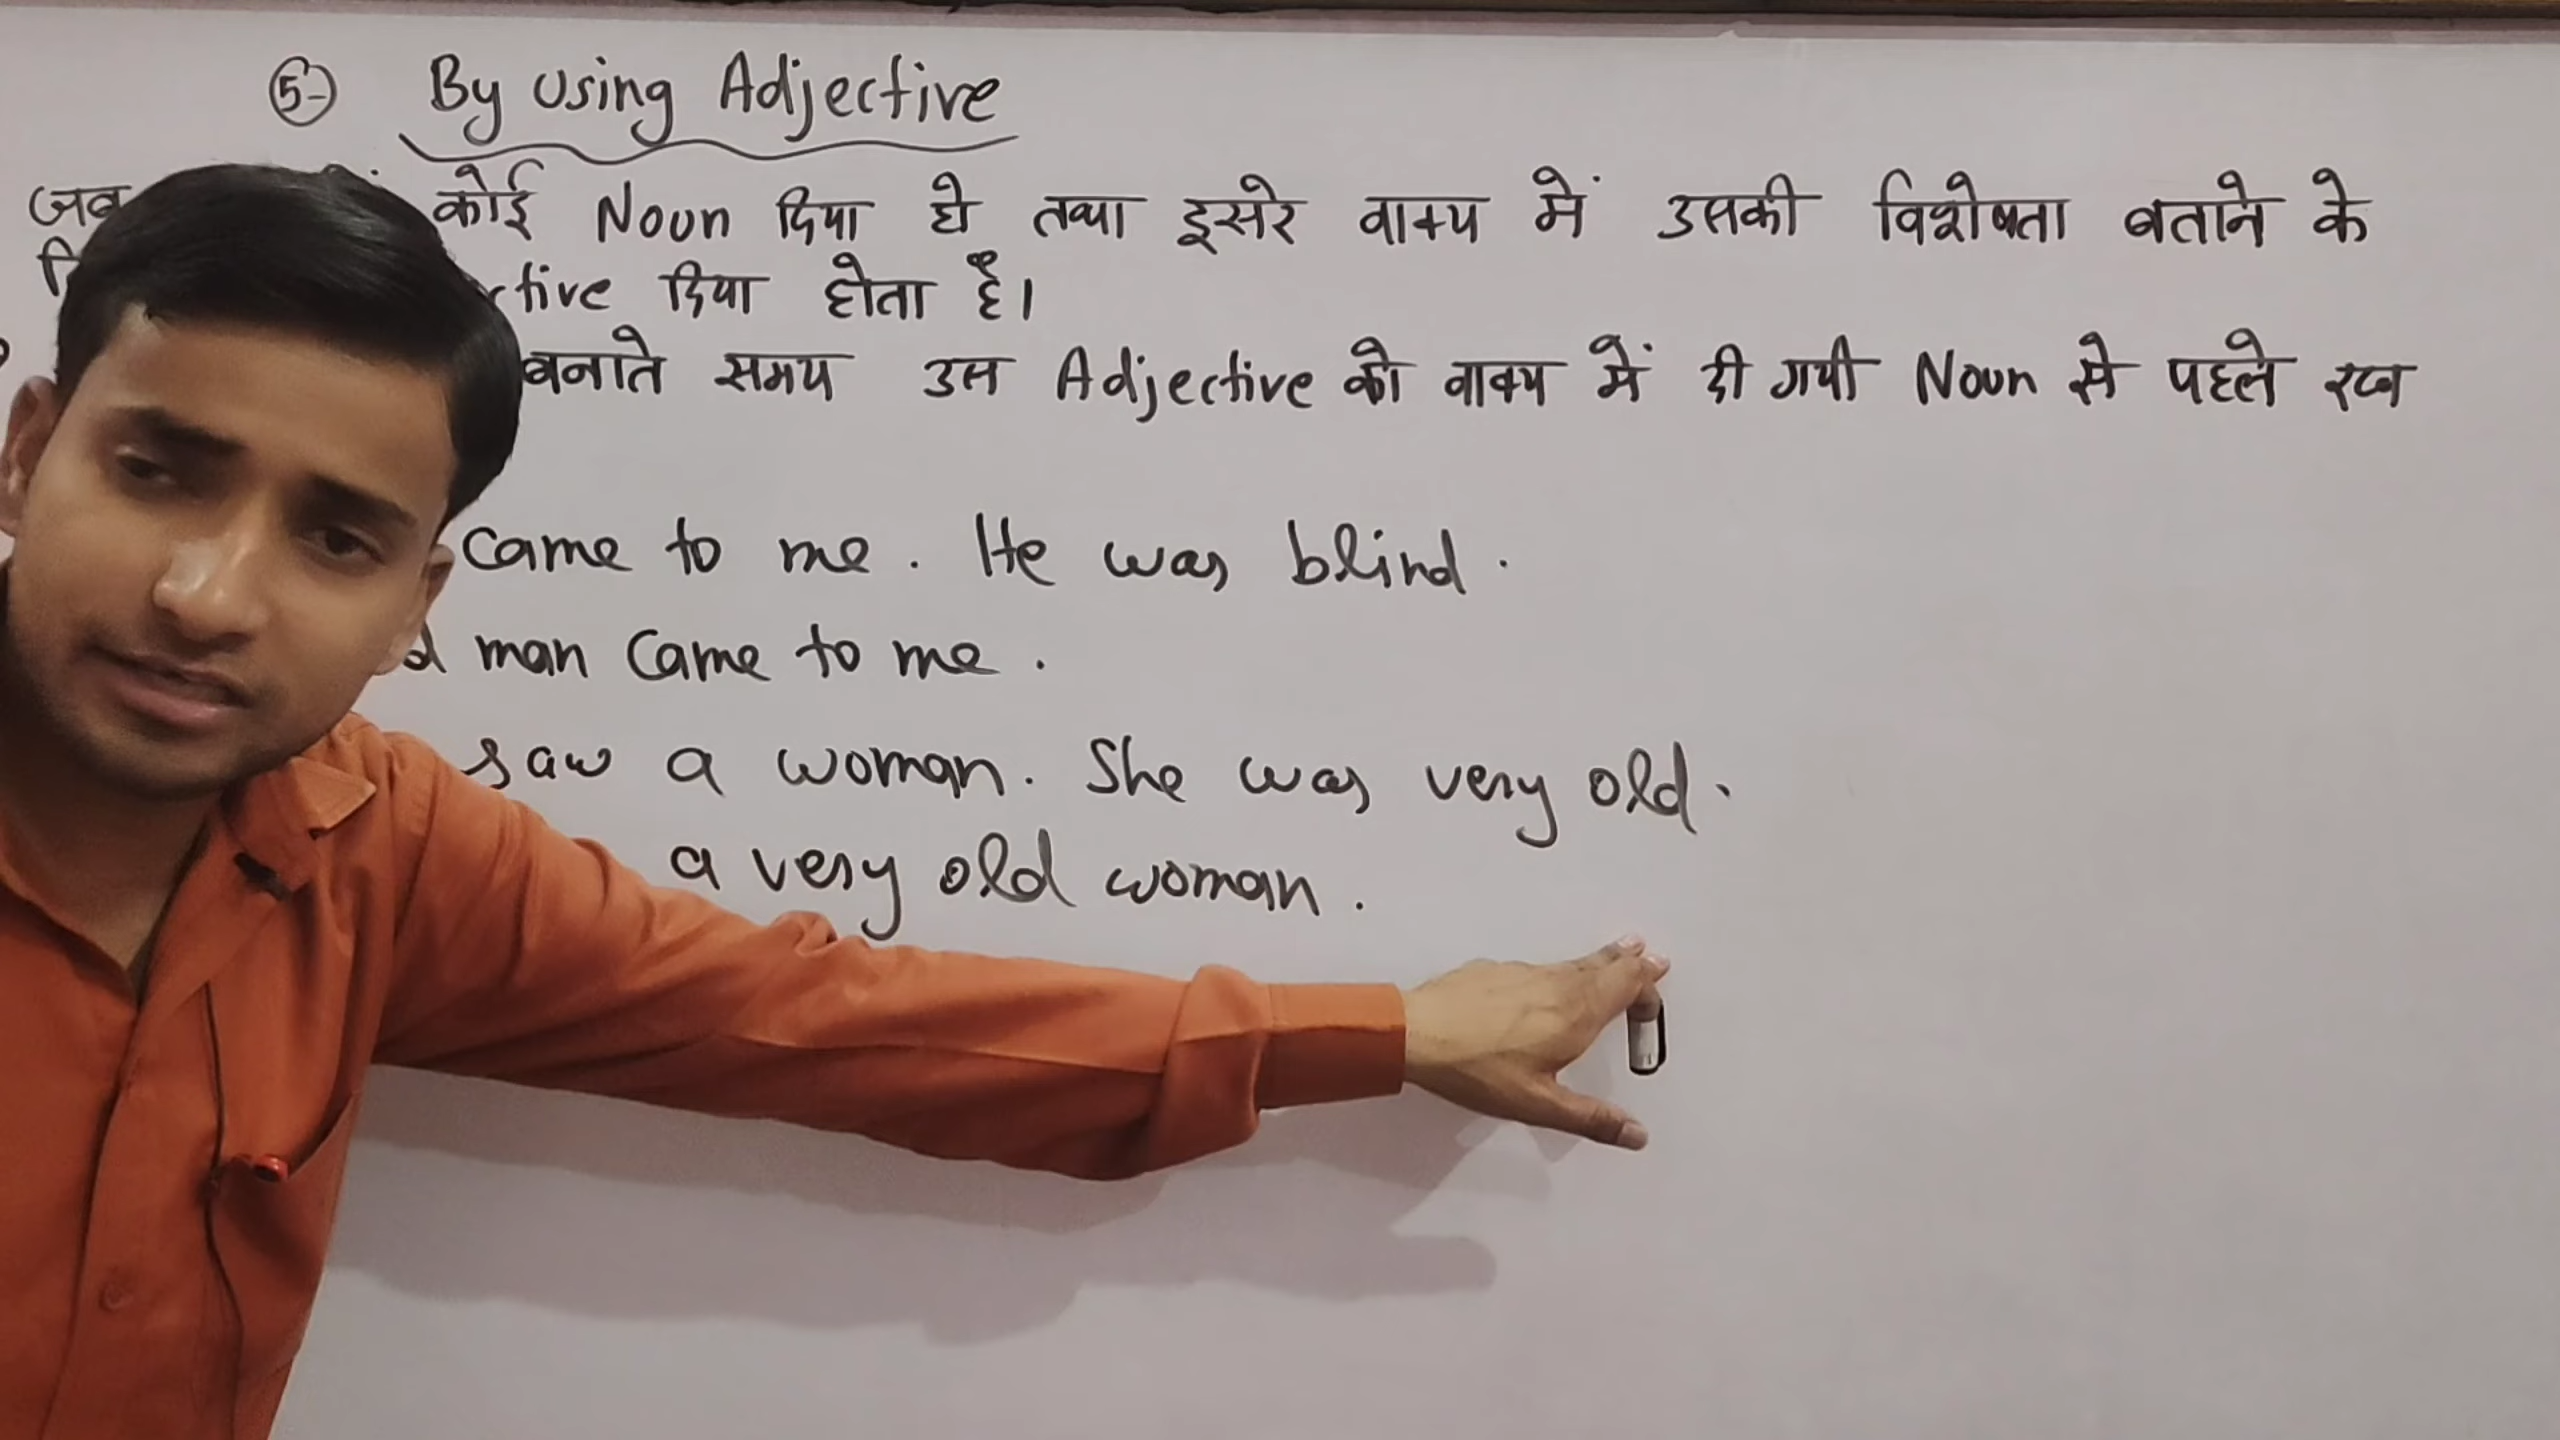 5- By Using Adjective
जब कोई Noun दिया हो तथा दूसरे वाक्य में उसकी विशेषता बताने के
ctive दिया होता है।
बनाते समय उस Adjective को वाक्य में दी गयी Noun से पहले रख
came to me. He was blind.
d man came to me.
saw a woman. She was very old.
a very old woman.